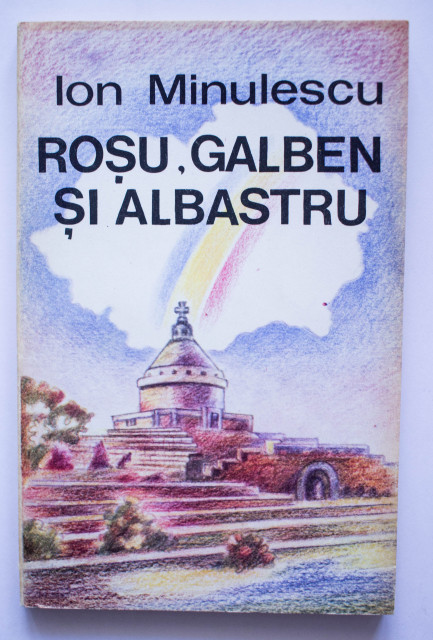 Ion Minulescu
ROȘU, GALBEN
ȘI ALBASTRU